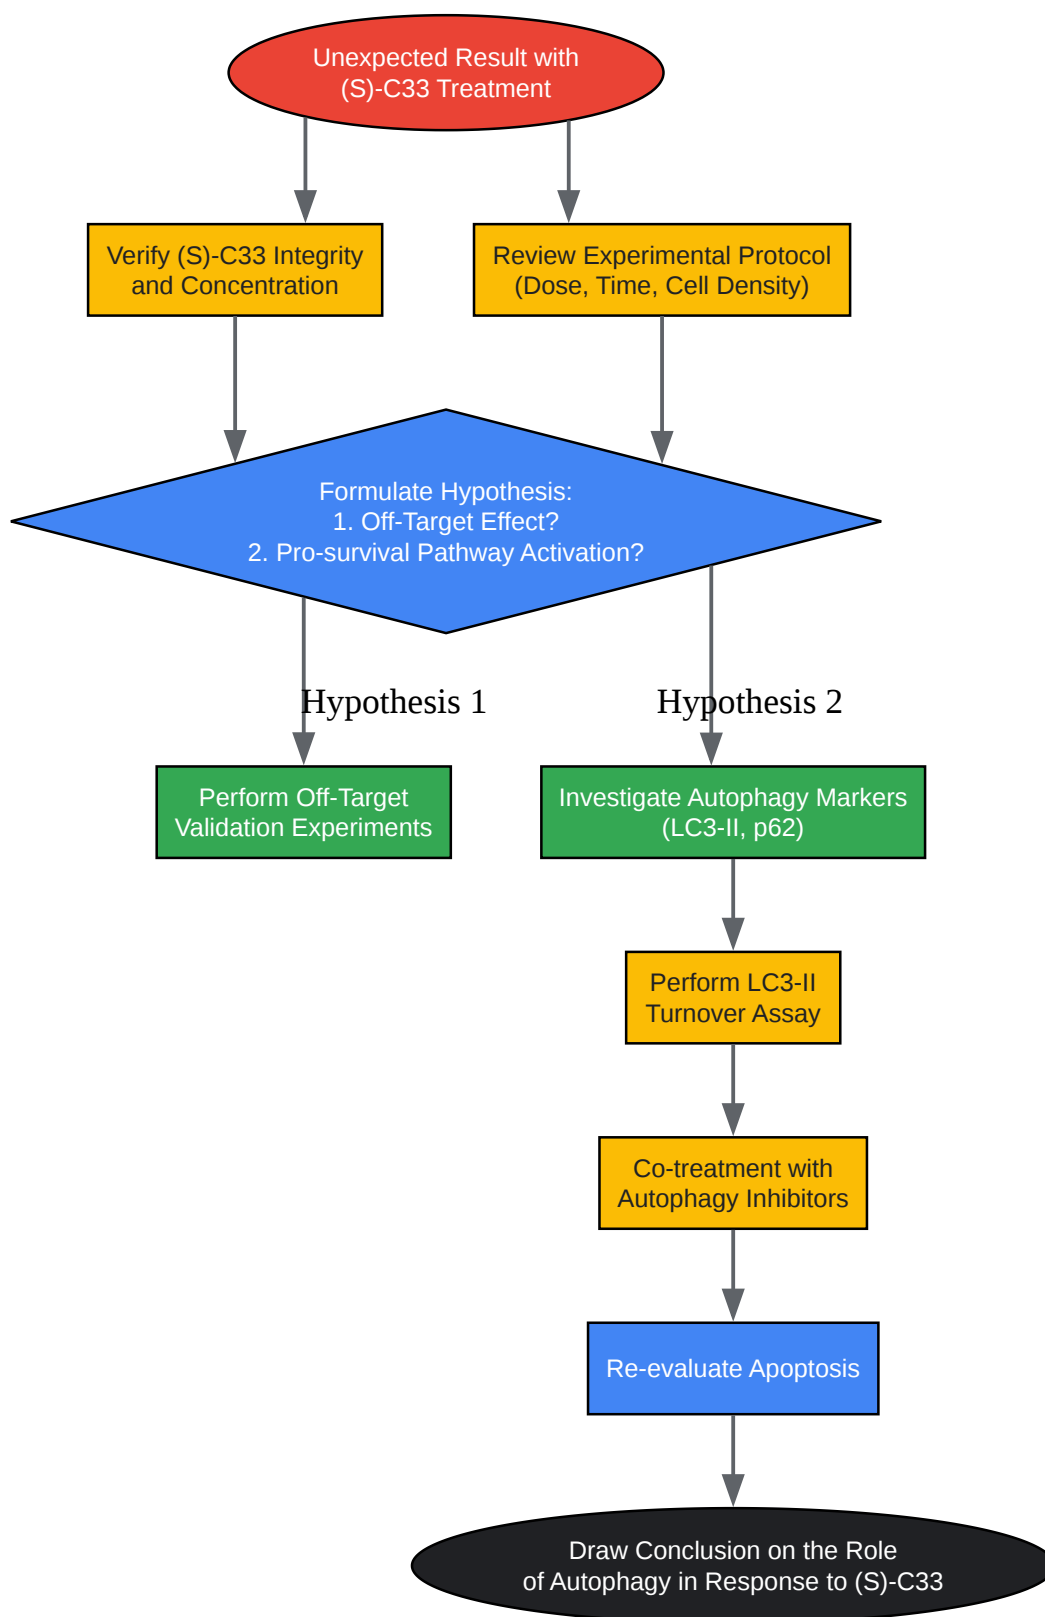 Unexpected Result with
(S)-C33 Treatment
Verify (S)-C33 Integrity
and Concentration
Review Experimental Protocol
(Dose, Time, Cell Density)
Formulate Hypothesis:
1. Off-Target Effect?
2. Pro-survival Pathway Activation?
Hypothesis 1
Hypothesis 2
Perform Off-Target
Validation Experiments
Investigate Autophagy Markers
(LC3-II, p62)
Perform LC3-II
Turnover Assay
Co-treatment with
Autophagy Inhibitors
Re-evaluate Apoptosis
Draw Conclusion on the Role
of Autophagy in Response to (S)-C33